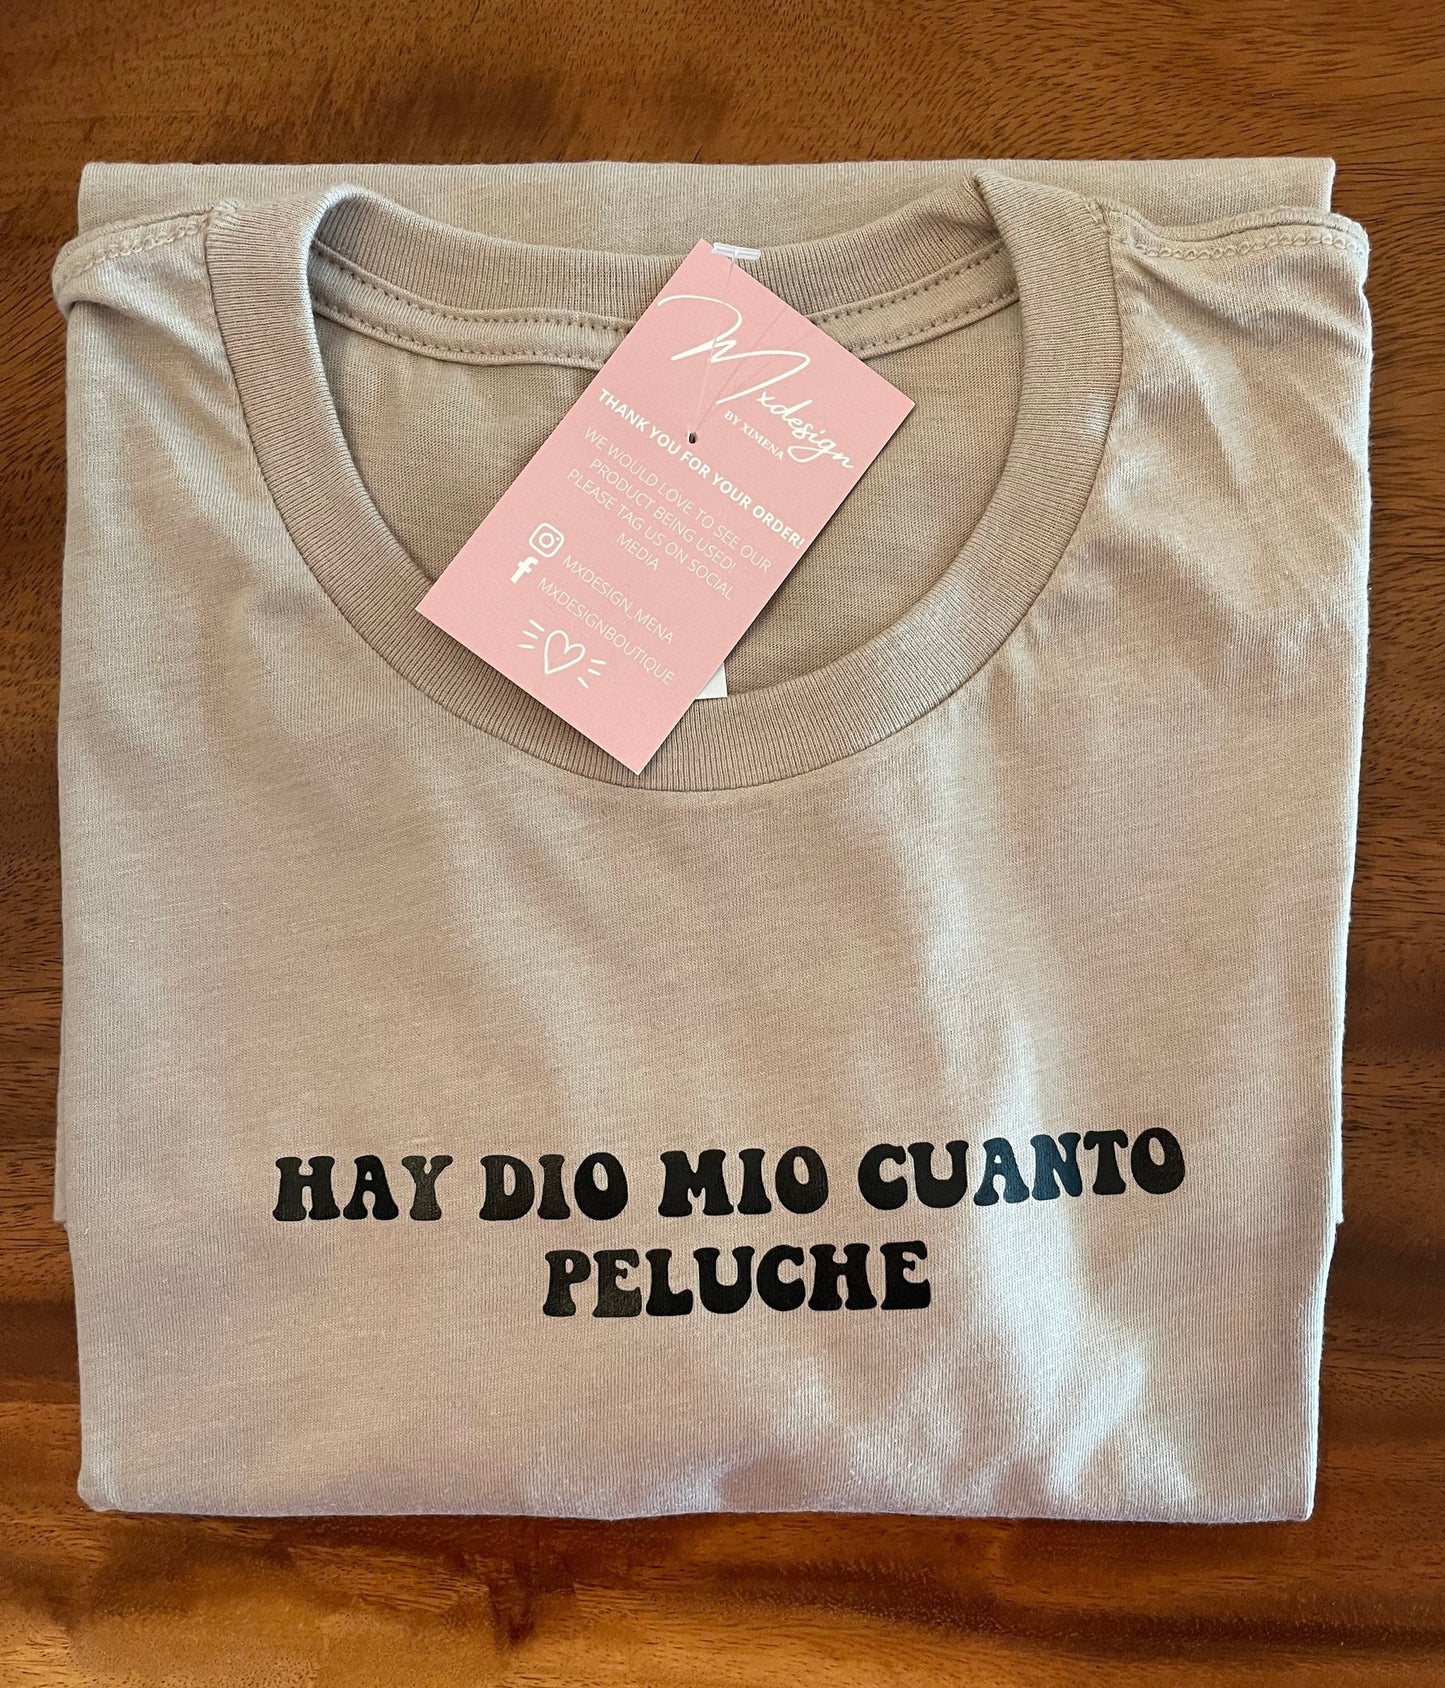 Mxdesign
BY XIMENA
THANK YOU FOR YOUR ORDER!
WE WOULD LOVE TO SEE OUR
PRODUCT BEING USED!
PLEASE TAG US ON SOCIAL
MEDIA
MXDESIGN_MENA
MXDESIGNBOUTIQUE
HAY DIO MIO CUANTO
PELUCHE